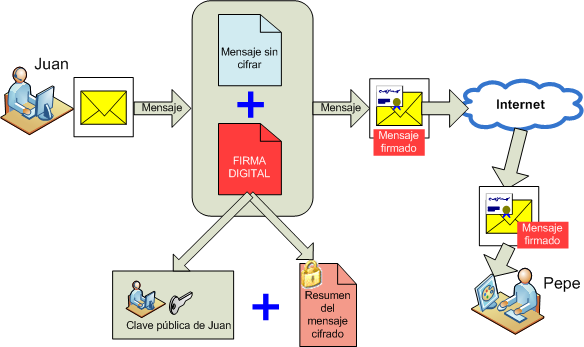 Juan
Mensaje
Mensaje sin
cifrar
FIRMA
DIGITAL
Mensaje
Mensaje
firmado
Internet
Mensaje
firmado
Pepe
Clave pública de Juan
Resumen
del
mensaje
cifrado